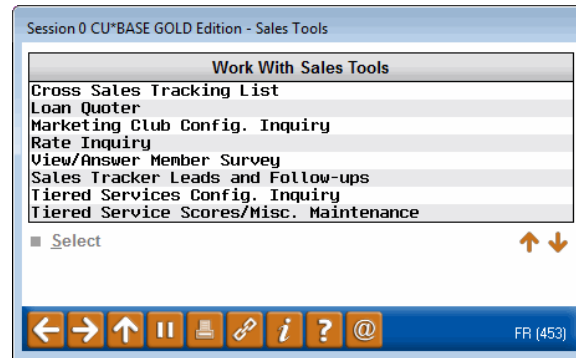 Session 0 CU*BASE GOLD Edition - Sales Tools
Work With Sales Tools
Cross Sales Tracking List
Loan Quoter
Marketing Club Config. Inquiry
Rate Inquiry
View/Answer Member Survey
Sales Tracker Leads and Follow-ups
Tiered Services Config. Inquiry
Tiered Service Scores/Misc. Maintenance
Select
i ? @
FR (453)